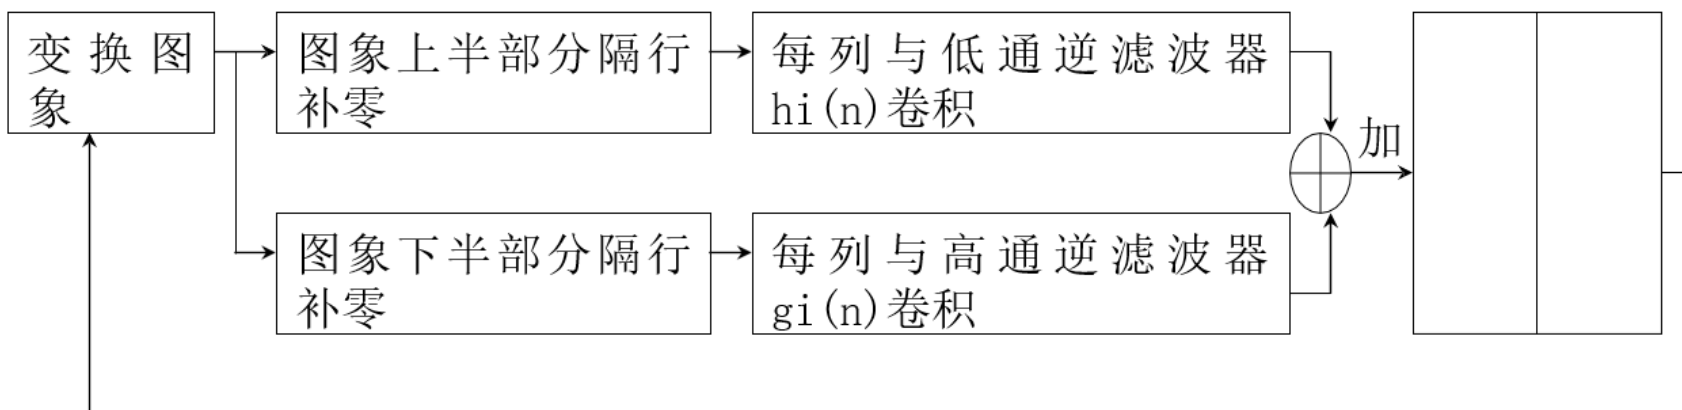 变换图
象
图象上半部分隔行
补零
每列与低通逆滤波器
hi(n)卷积
加
图象下半部分隔行
补零
每列与高通逆滤波器
gi(n)卷积